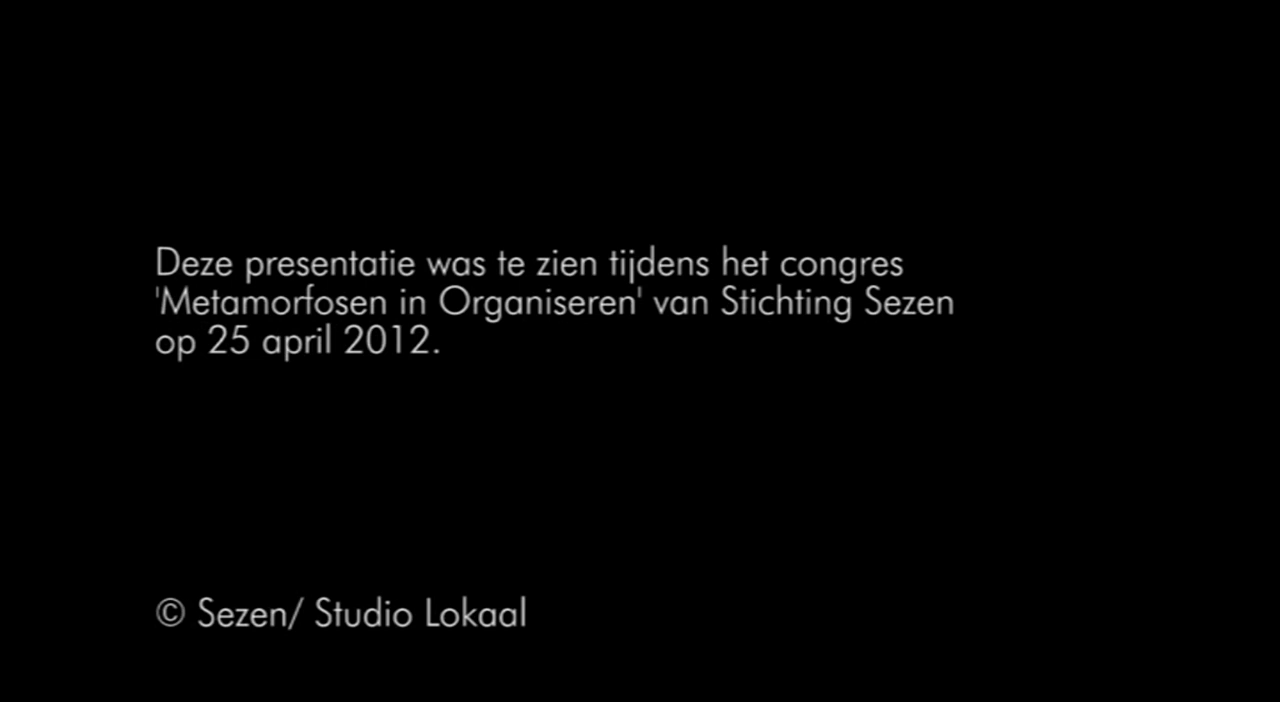 Deze presentatie was te zien tijdens het congres
'Metamorfosen in Organiseren' van Stichting Sezen
op 25 april 2012.
© Sezen/ Studio Lokaal